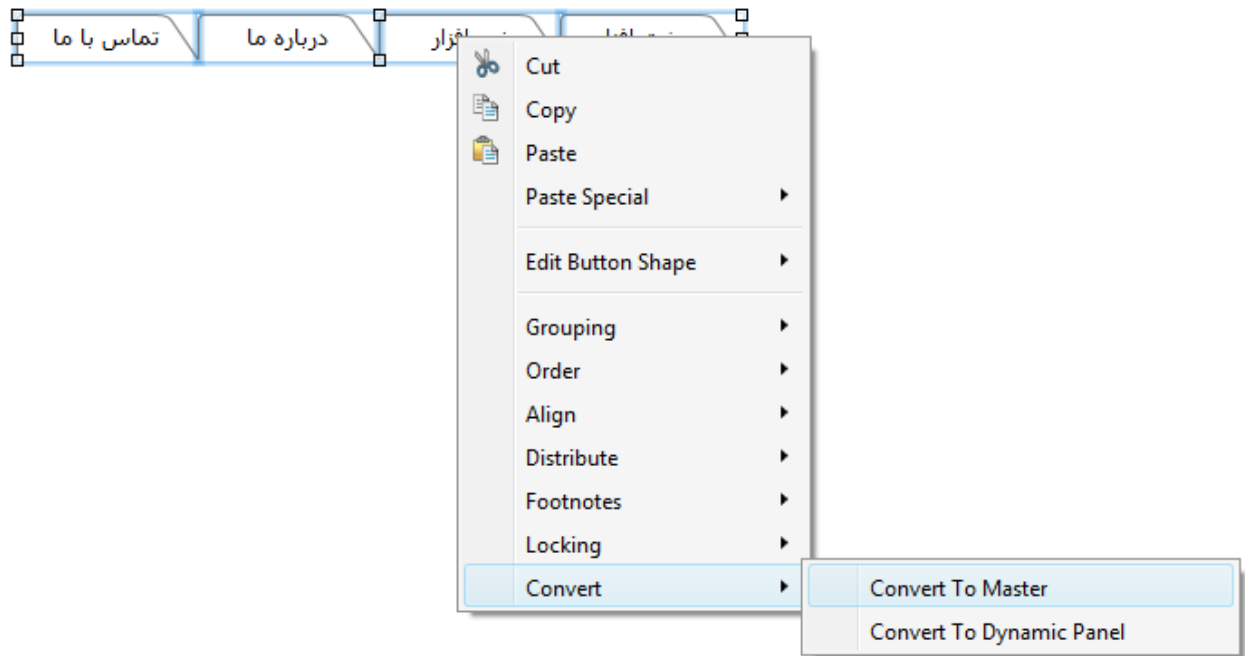 تماس با ما
درباره ما
Cut
Copy
Paste
Paste Special
Edit Button Shape
Grouping
Order
Align
Distribute
Footnotes
Locking
Convert
Convert To Master
Convert To Dynamic Panel